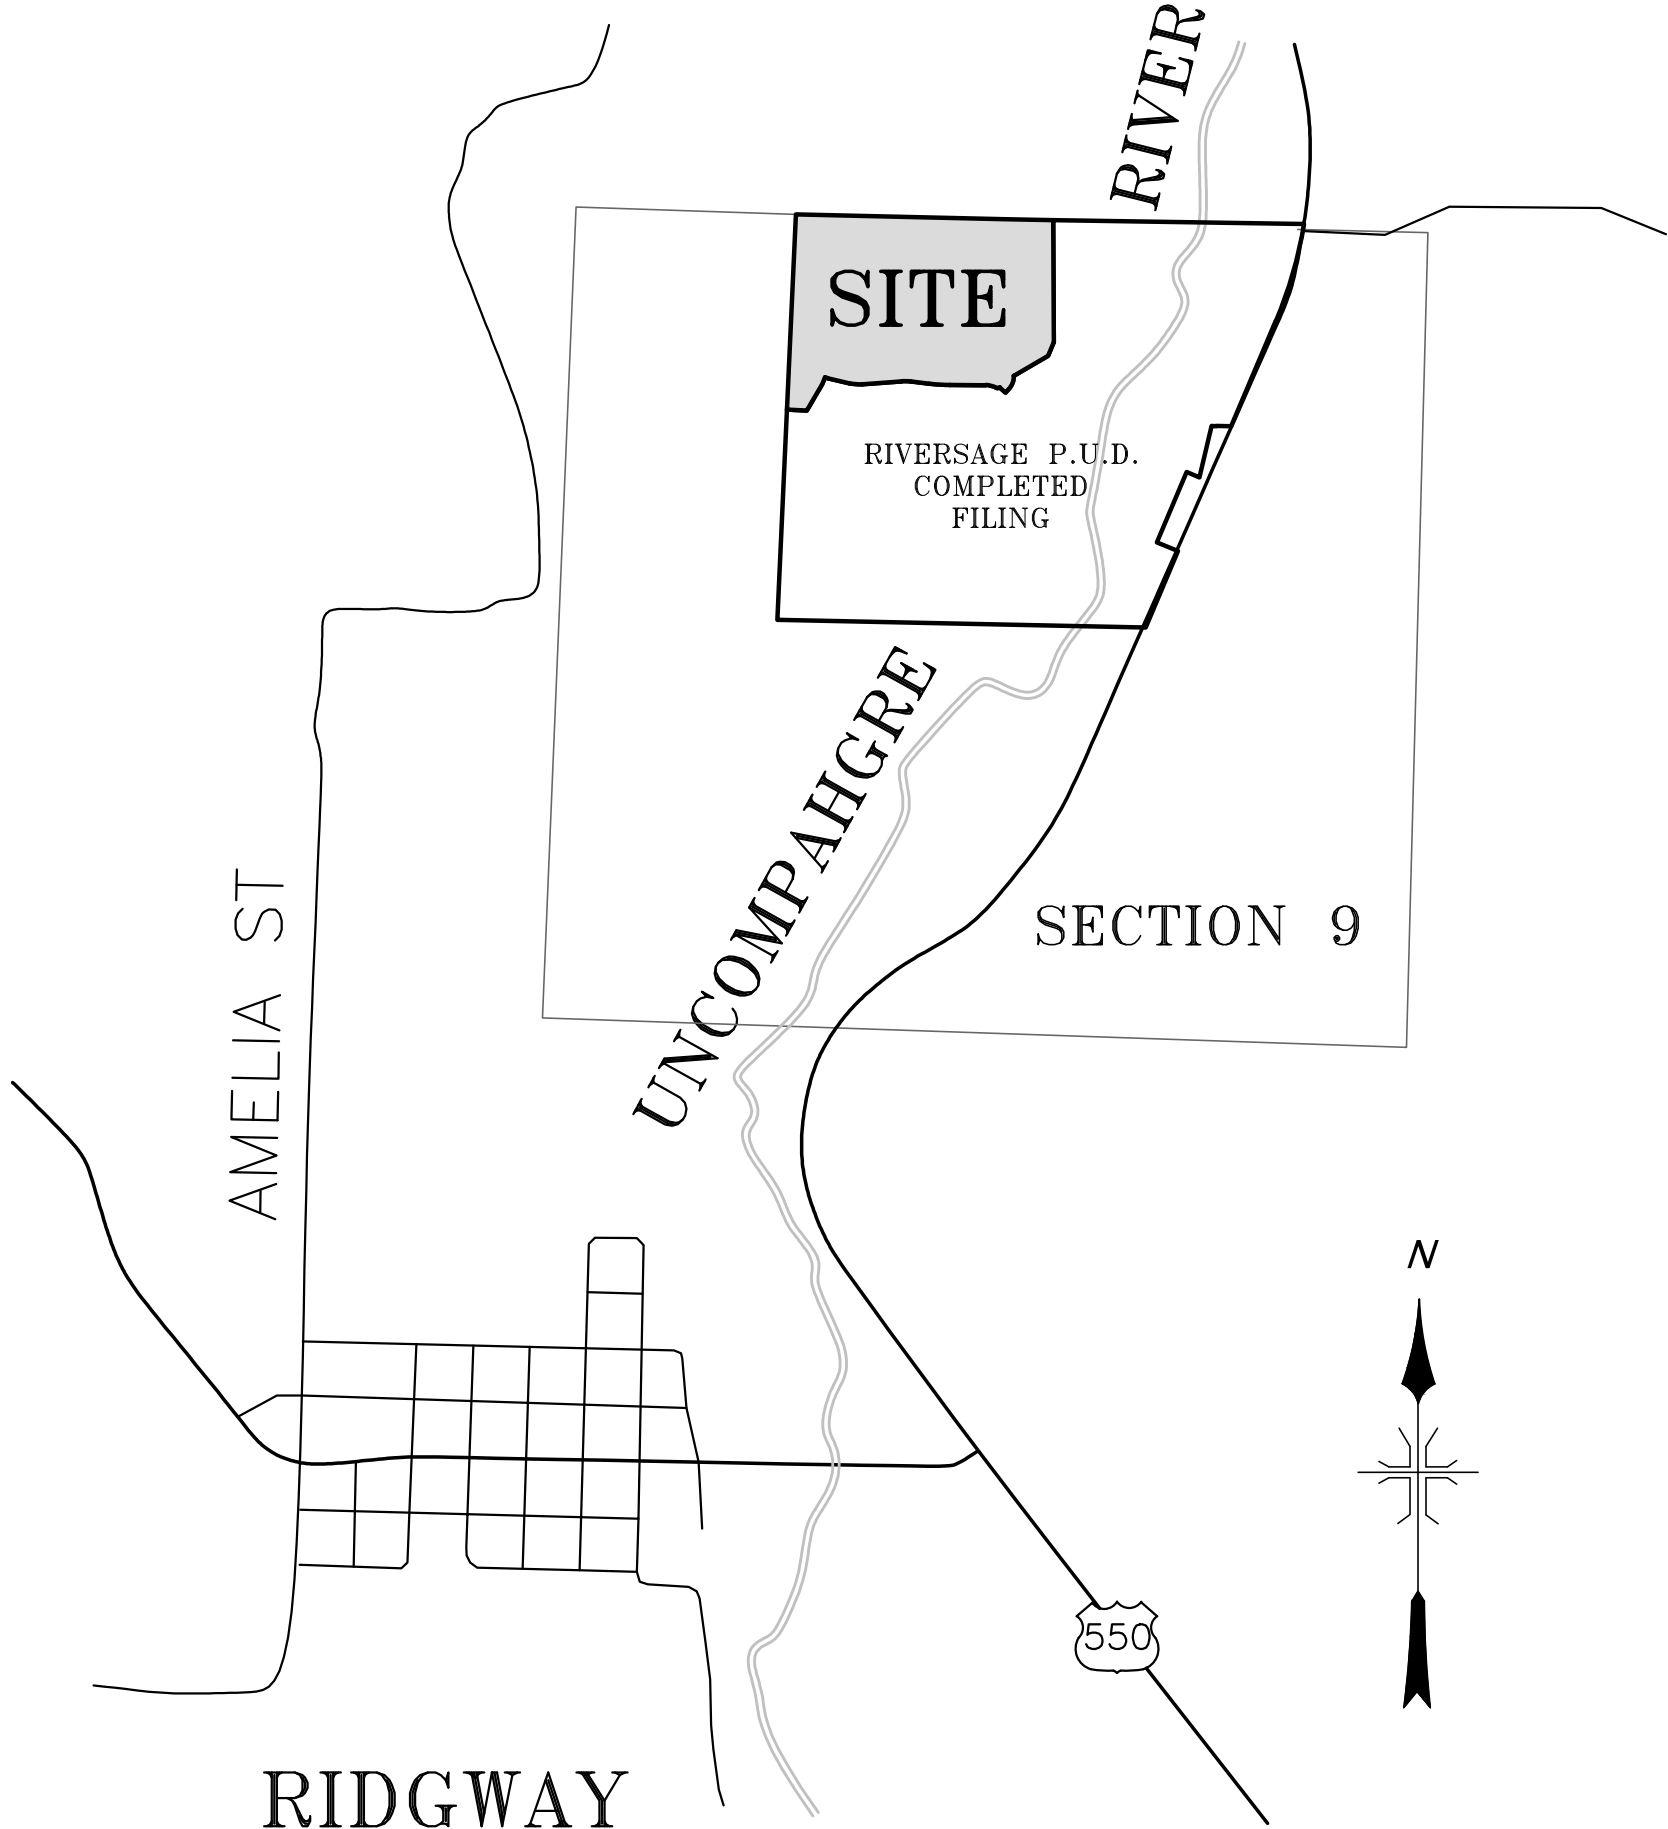 RIVER
SITE
RIVERSAGE P.U.D.
COMPLETED
FILING
UNCOMPAHGRE
SECTION 9
AMELIA ST
N
550
RIDGWAY